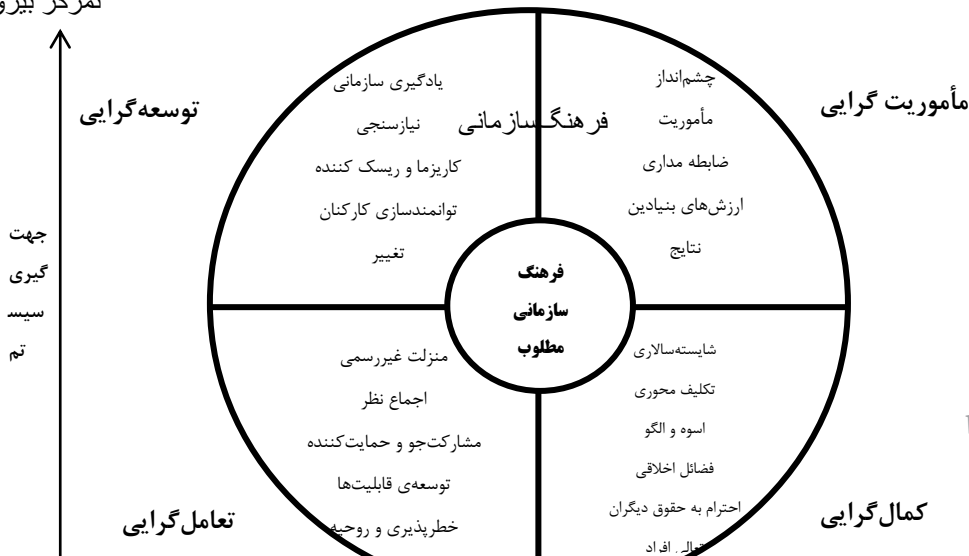 تمرکز بیرو
مأموریت گرایی
چشم‌انداز
مأموریت
ضابطه مداری
ارزش‌های بنیادین
نتایج
فرهنگ‌سازمانی
توسعه‌گرایی
یادگیری سازمانی
نیازسنجی
کاریزما و ریسک کننده
توانمندسازی کارکنان
تغییر
جهت
گیری
سیس
تم
فرهنگ
سازمانی
مطلوب
کمال‌گرایی
شایسته‌سالاری
تکلیف محوری
اسوه و الگو
فضائل اخلاقی
احترام به حقوق دیگران
تعالی افراد
تعامل‌گرایی
منزلت غیررسمی
اجماع نظر
مشارکت‌جو و حمایت‌کننده
توسعه‌ی قابلیت‌ها
خطرپذیری و روحیه